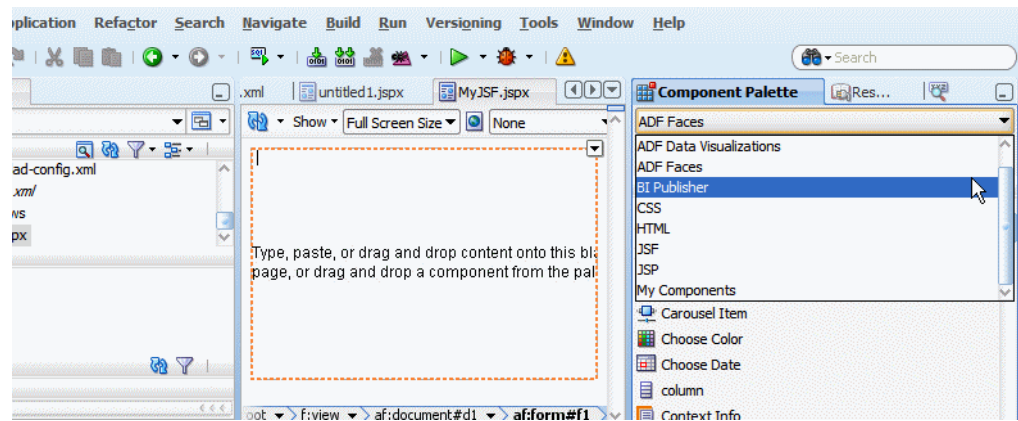 plication Refactor Search Navigate Build Run Versioning Tools Window Help
Search
.xml untitled1.jspx MyJSF.jspx Component Palette Res...
Show Full Screen Size None ADF Faces
ad-config.xml
.xml/
ws
px
Type, paste, or drag and drop content onto this bla
page, or drag and drop a component from the pal
ADF Data Visualizations
ADF Faces
BI Publisher
CSS
HTML
JSF
JSP
My Components
Carousel Item
Choose Color
Choose Date
column
Context Info
oot f:view af:document#d1 af:form#f1